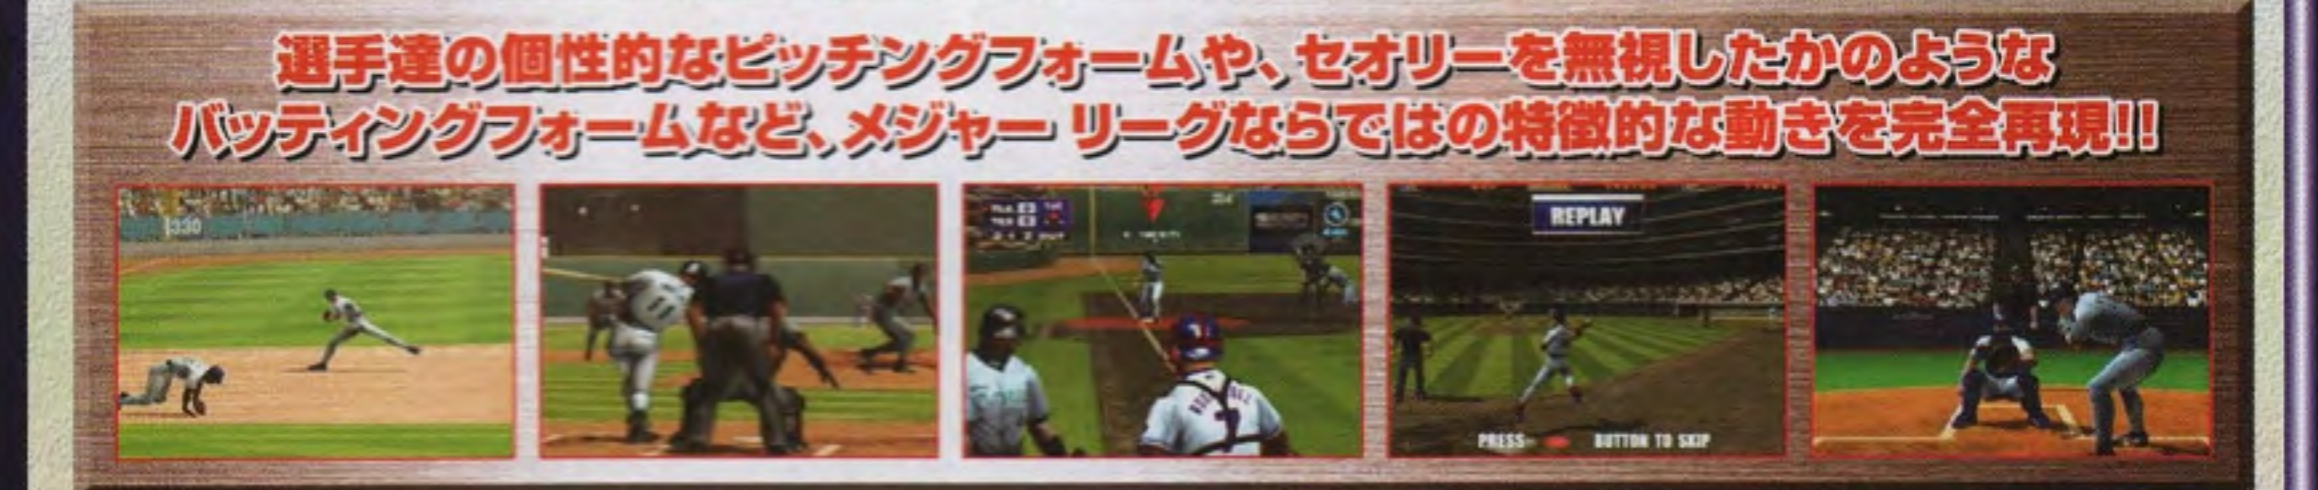 選手達の個性的なピッチングフォームや、セオリーを無視したかのような
バッティングフォームなど、メジャー リーグならではの特徴的な動きを完全再現!!
330
REPLAY
PRESS BUTTON TO SKIP